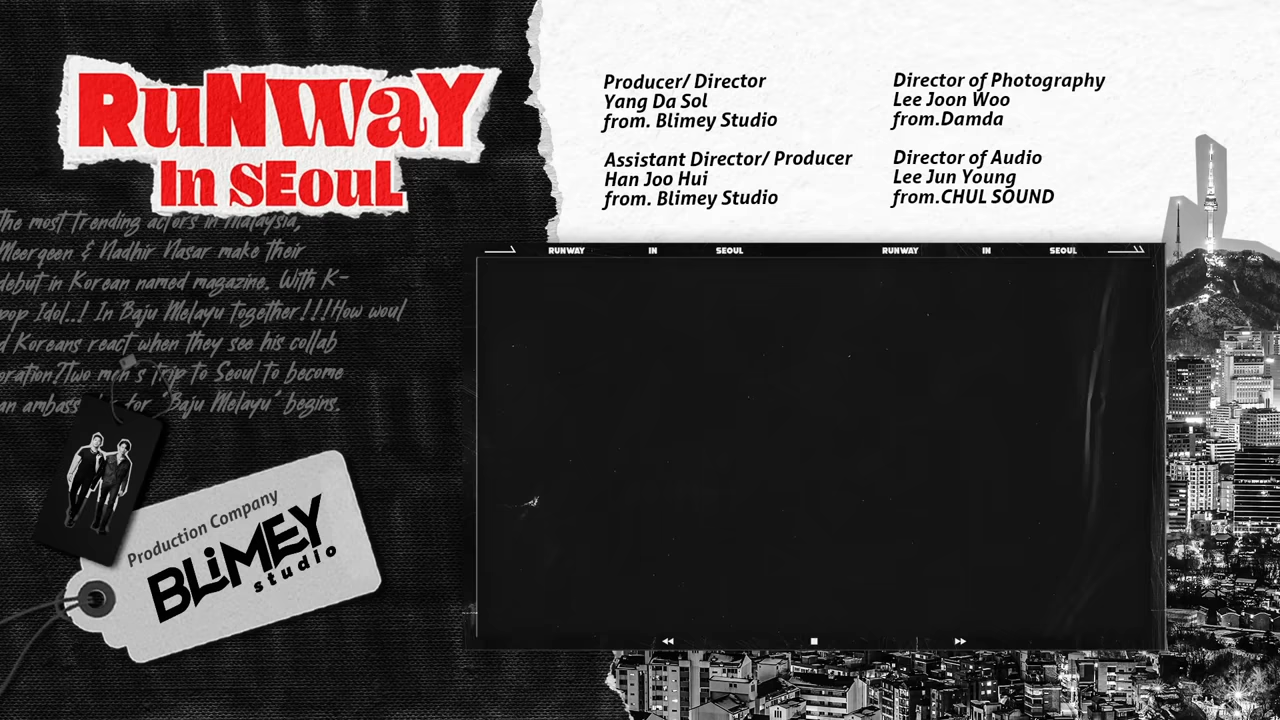 RuNWaY
In SEouL
The most trending actors in Malaysia,
Meerqeen & Nadhir Nasar make their
debut in Korean named magazine. With K-
pop Idol..! In Baju Melayu together!!!How woul
d Koreans react when they see his collab
oration?Two men's trip to Seoul to become
an for 'Baju Melayu' begins.
Production Company
BLiMEY
studio
Producer/ Director
Yang Da Sol
from. Blimey Studio
Director of Photography
Lee Joon Woo
from.Damda
Assistant Director/ Producer
Han Joo Hui
from. Blimey Studio
Director of Audio
Lee Jun Young
from.CHUL SOUND
RUNWAY IN SEOUL RUNWAY IN SEOUL